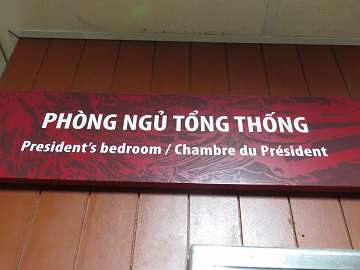 PHÒNG NGỦ TỔNG THỐNG
President's bedroom / Chambre du Président